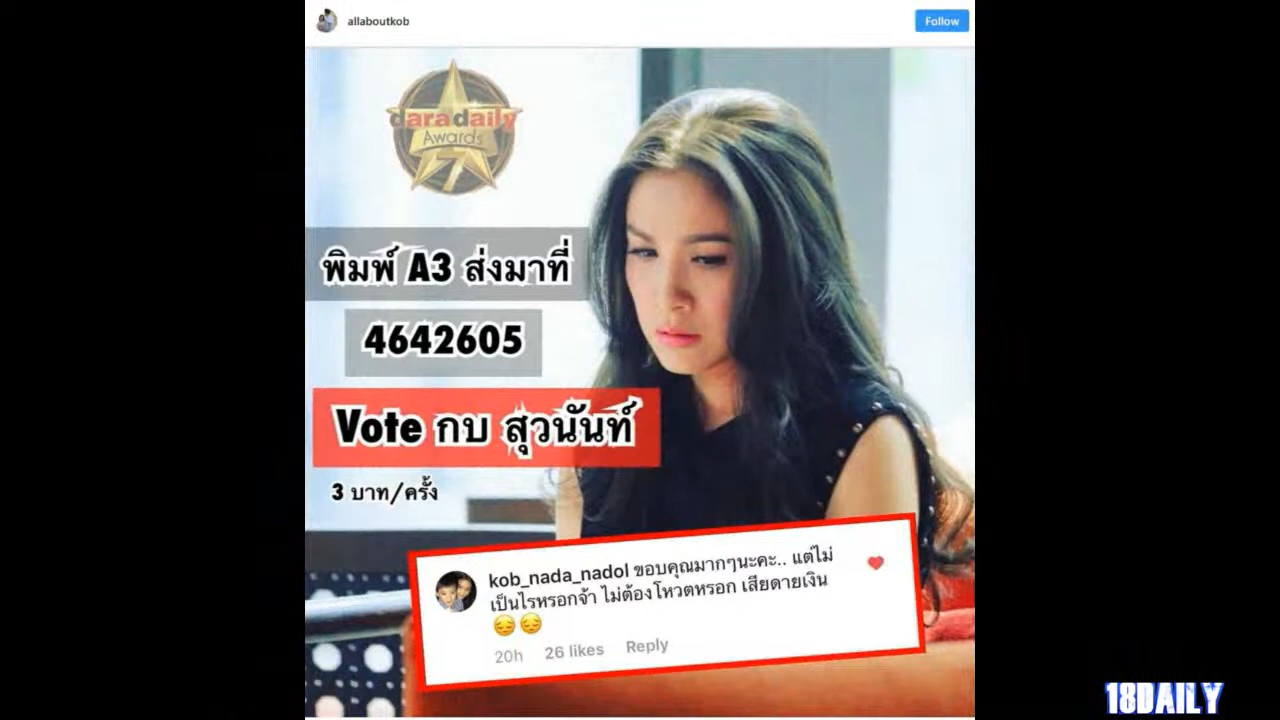 allaboutkob
Follow
daradaily
Awards
7
พิมพ์ A3 ส่งมาที่
4642605
Vote กบ สุวนันท์
3 บาท/ครั้ง
kob_nada_nadol ขอบคุณมากๆนะคะ.. แต่ไม่
เป็นไรหรอกจ้า ไม่ต้องโหวตหรอก เสียดายเงิน
😔😔
20h 26 likes Reply
18DAILY